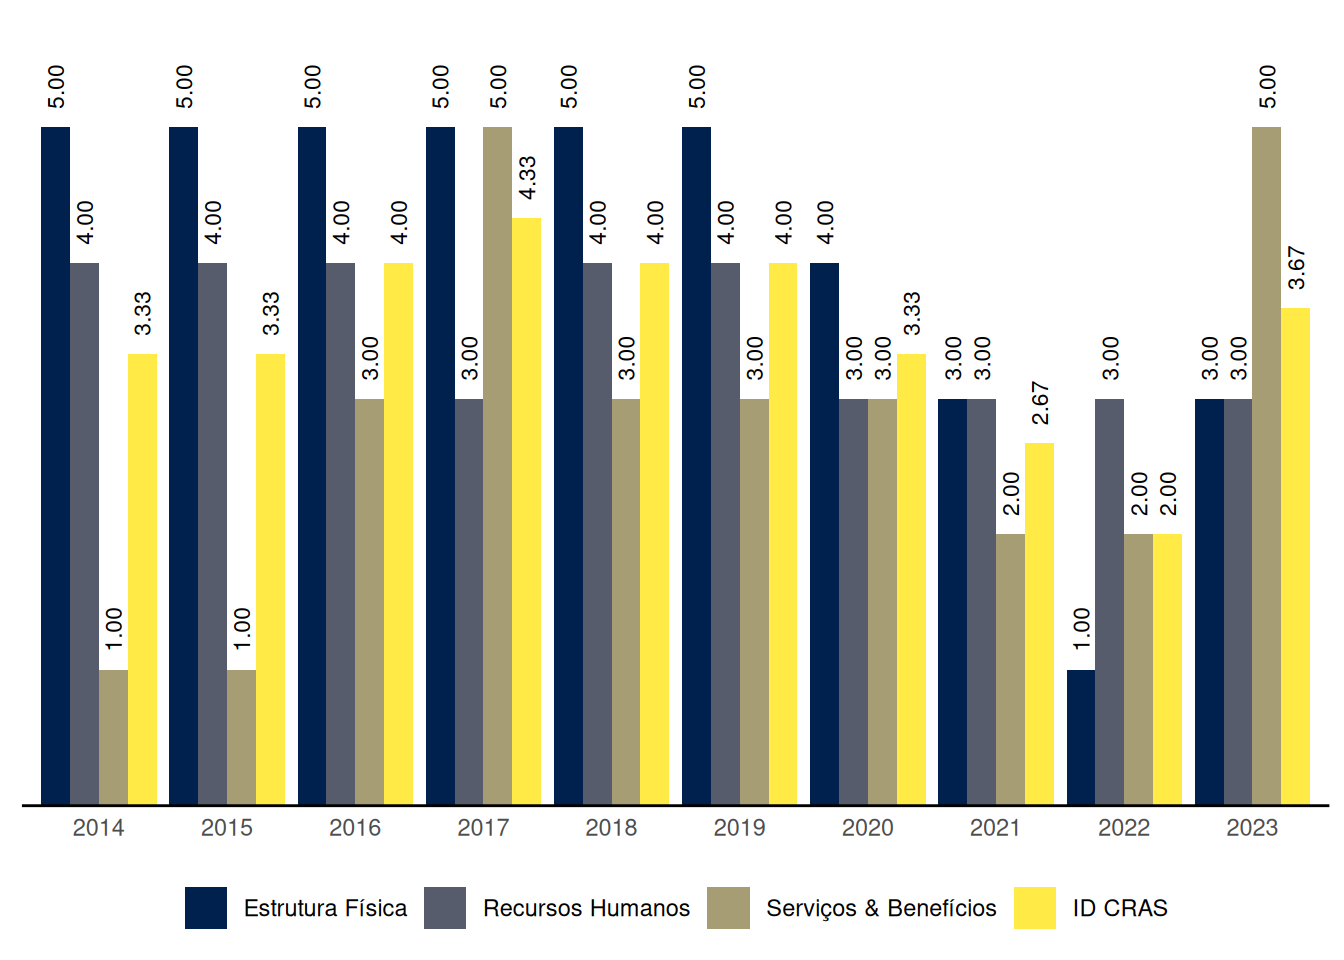 5.00 4.00 1.00 3.33
5.00 4.00 1.00 3.33
5.00 4.00 3.00 4.00
5.00 3.00 5.00 4.33
5.00 4.00 3.00 4.00
5.00 4.00 3.00 4.00
4.00 3.00 3.00 3.33
3.00 3.00 2.00 2.67
1.00 3.00 2.00 2.00
3.00 3.00 5.00 3.67
2014 2015 2016 2017 2018 2019 2020 2021 2022 2023
Estrutura Física Recursos Humanos Serviços & Benefícios ID CRAS